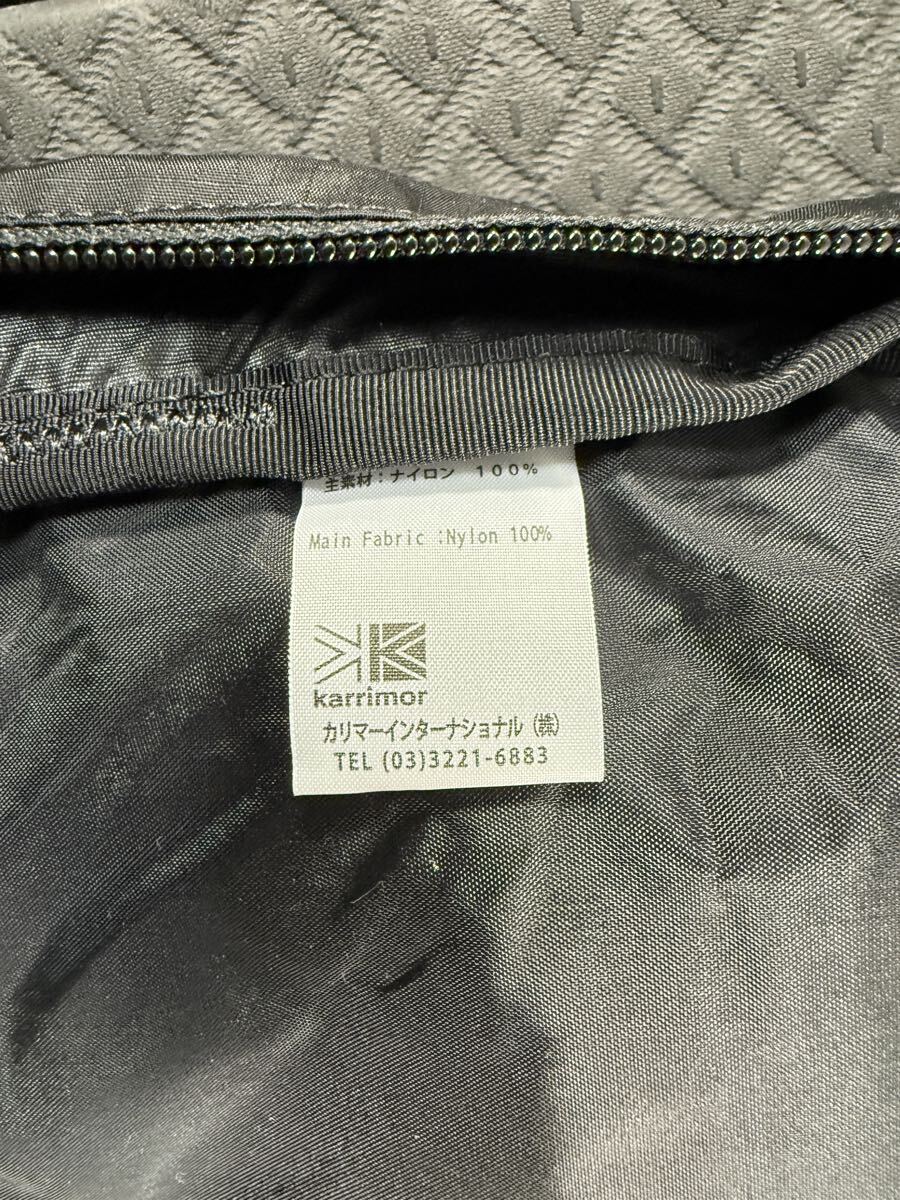 主素材：ナイロン 100%
Main Fabric :Nylon 100%
karrimor
カリマーインターナショナル（株）
TEL (03)3221-6883